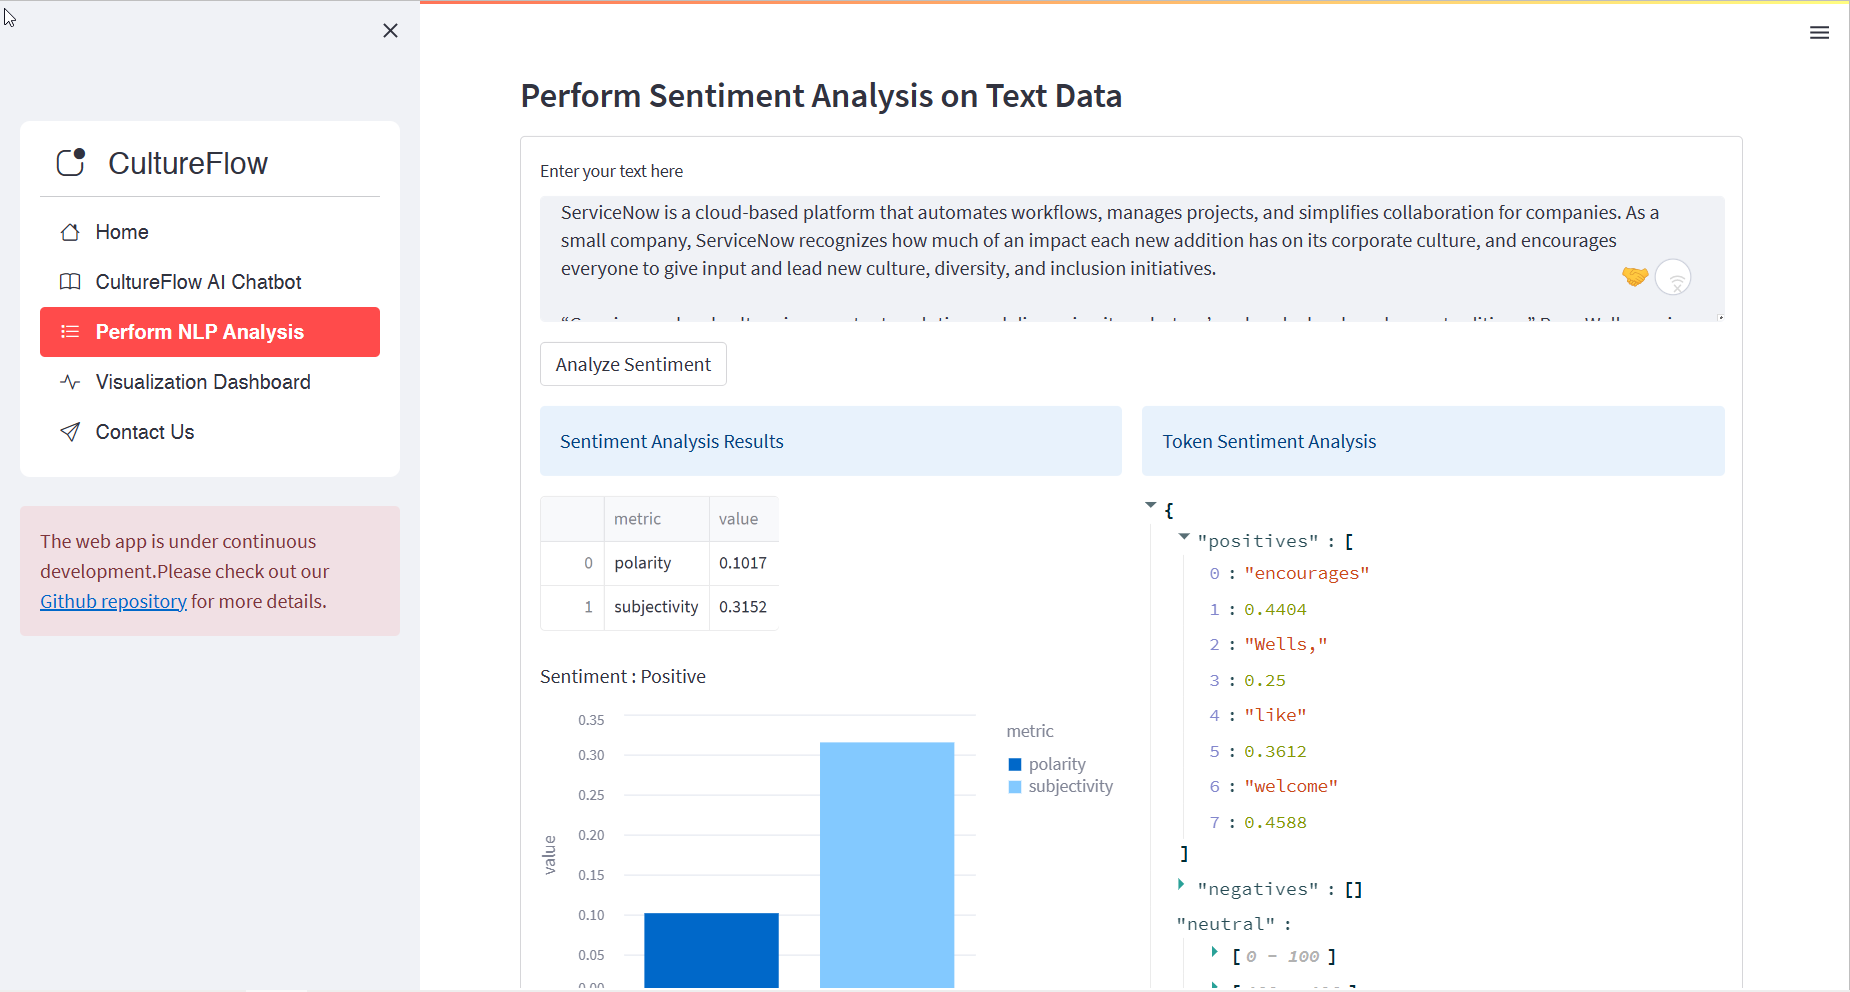 CultureFlow
Home
CultureFlow AI Chatbot
Perform NLP Analysis
Visualization Dashboard
Contact Us
The web app is under continuous
development.Please check out our
Github repository for more details.
Perform Sentiment Analysis on Text Data
Enter your text here
ServiceNow is a cloud-based platform that automates workflows, manages projects, and simplifies collaboration for companies. As a
small company, ServiceNow recognizes how much of an impact each new addition has on its corporate culture, and encourages
everyone to give input and lead new culture, diversity, and inclusion initiatives.
Analyze Sentiment
Sentiment Analysis Results
metric value
0 polarity 0.1017
1 subjectivity 0.3152
Sentiment : Positive
0.35
0.30
0.25
0.20
0.15
0.10
0.05
0.00
value
metric
polarity
subjectivity
Token Sentiment Analysis
{
"positives" : [
0 : "encourages"
1 : 0.4404
2 : "Wells,"
3 : 0.25
4 : "like"
5 : 0.3612
6 : "welcome"
7 : 0.4588
]
"negatives" : []
"neutral" :
[ 0 - 100 ]